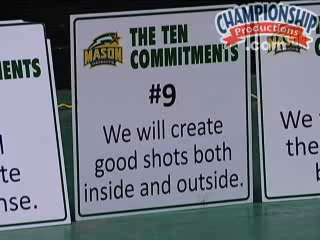 CHAMPIONSHIP
Productions
.com
MENTS
l
te
nse.
MASON
THE TEN
COMMITMENTS
#9
We will create
good shots both
inside and outside.
We
the
b